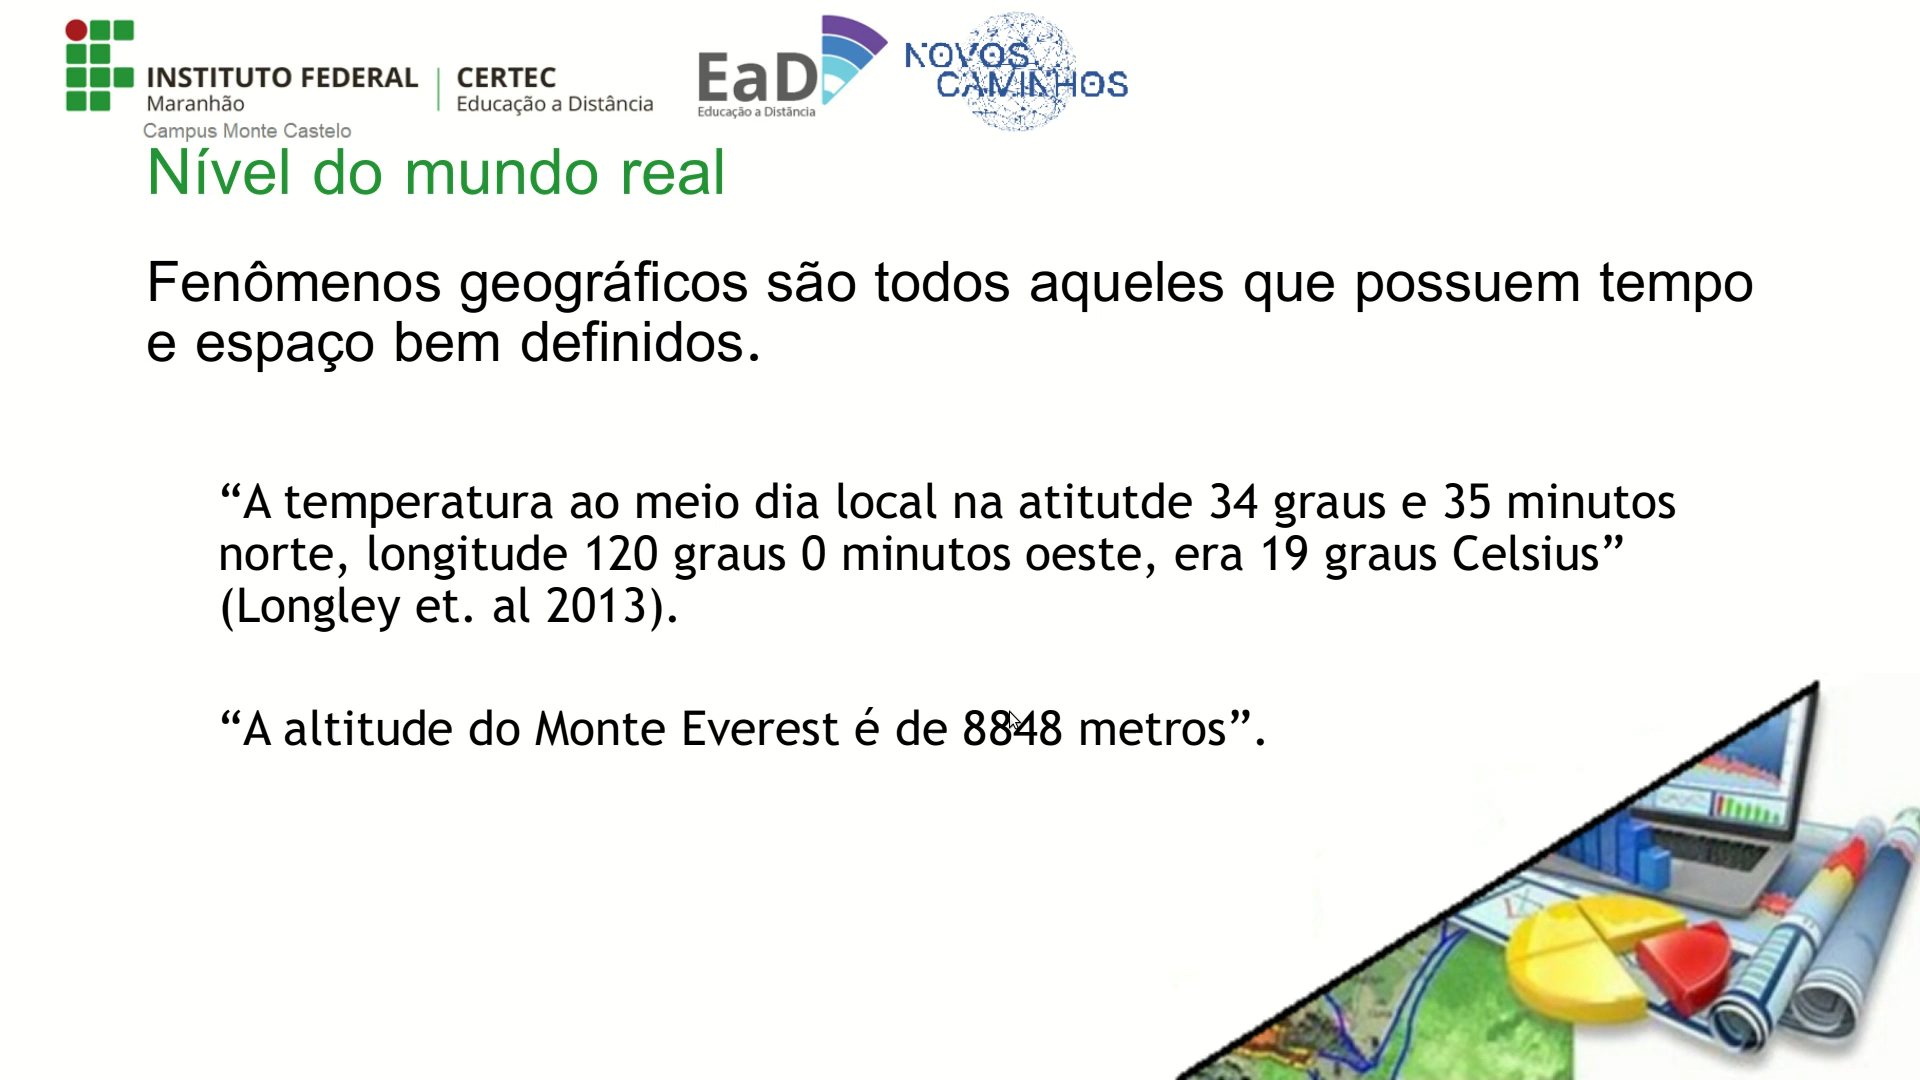 INSTITUTO FEDERAL
Maranhão
Campus Monte Castelo
CERTEC
Educação a Distância
EaD
Educação a Distância
NOVOS
CAMINHOS
Nível do mundo real
Fenômenos geográficos são todos aqueles que possuem tempo
e espaço bem definidos.
“A temperatura ao meio dia local na atitutde 34 graus e 35 minutos
norte, longitude 120 graus 0 minutos oeste, era 19 graus Celsius”
(Longley et. al 2013).
“A altitude do Monte Everest é de 8848 metros”.